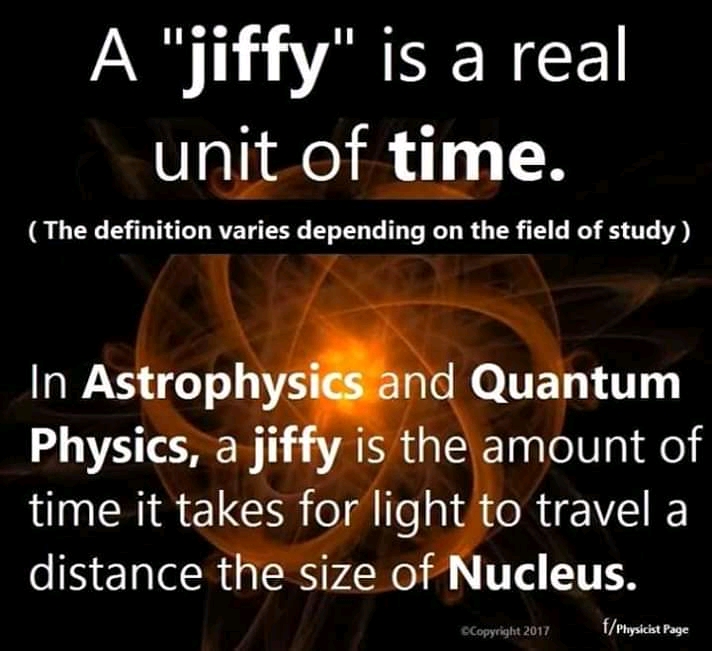 A "jiffy" is a real
unit of time.
( The definition varies depending on the field of study )
In Astrophysics and Quantum
Physics, a jiffy is the amount of
time it takes for light to travel a
distance the size of Nucleus.
©Copyright 2017
f/Physicist Page